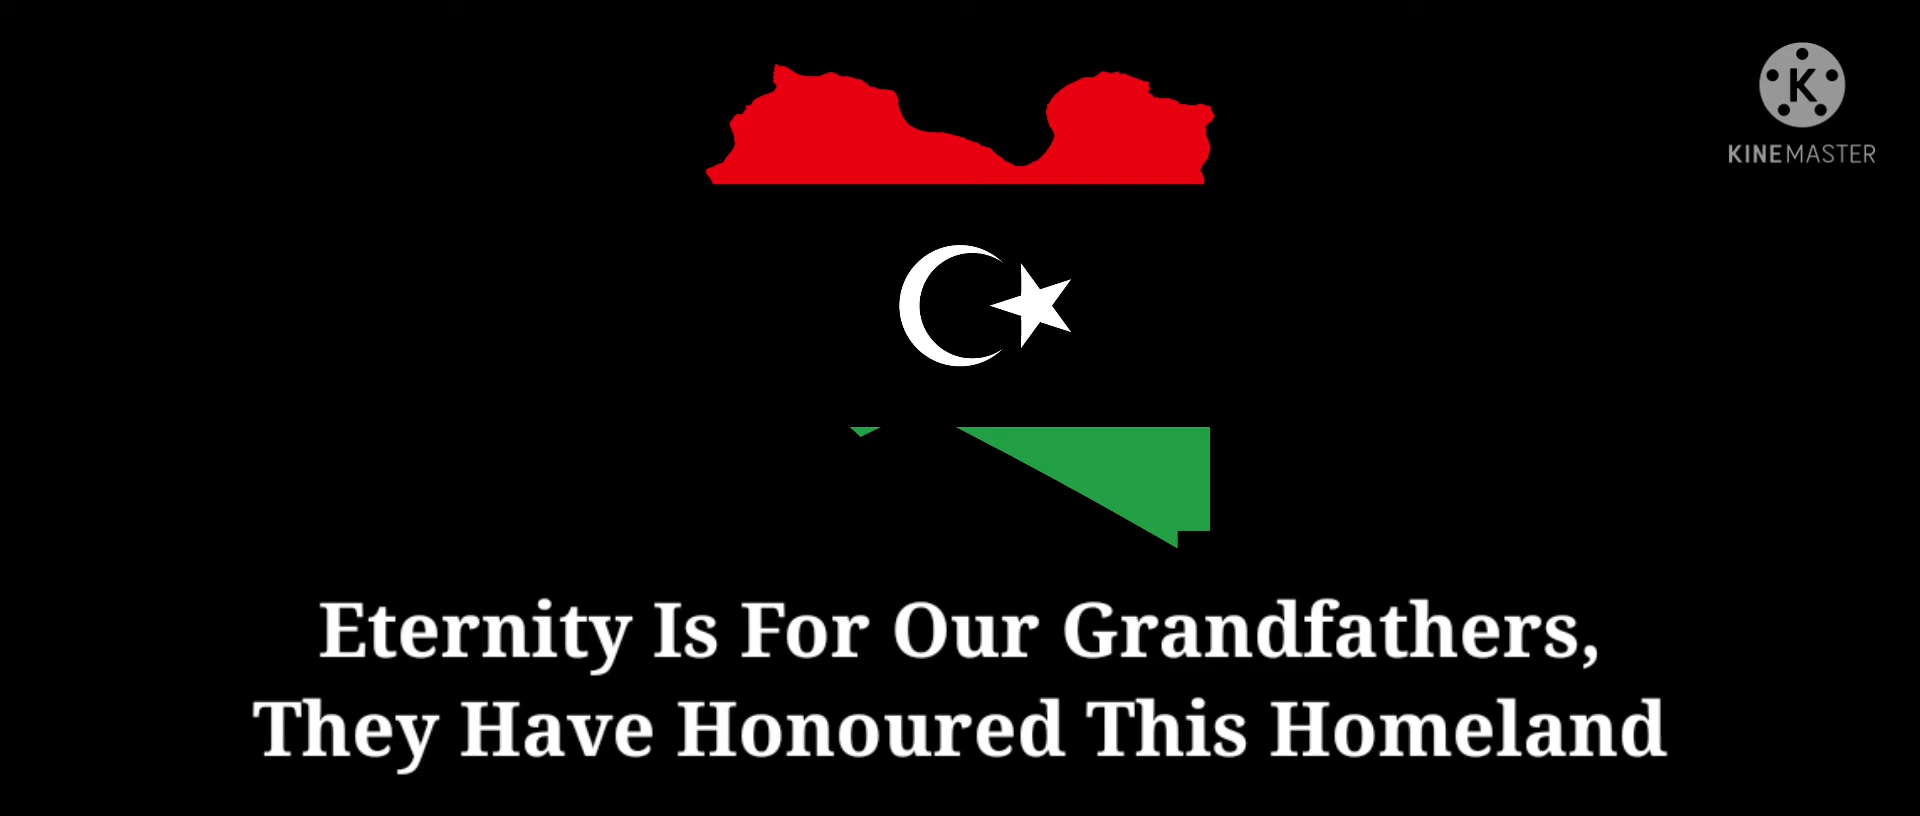 K
KINEMASTER
Eternity Is For Our Grandfathers,
They Have Honoured This Homeland